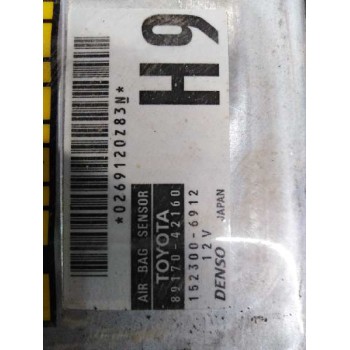 H9
*0269120Z83N*
AIR BAG SENSOR
TOYOTA
89170-42160
152300-6912
12V
DENSO JAPAN